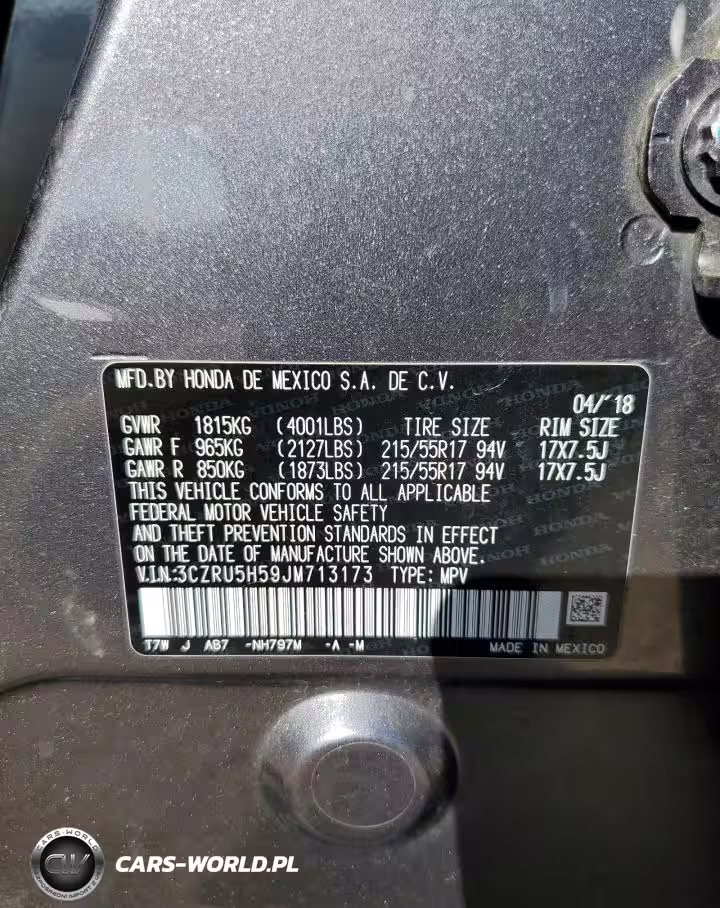 MFD.BY HONDA DE MEXICO S.A. DE C.V.
04/'18
GVWR 1815KG (4001LBS) TIRE SIZE RIM SIZE
GAWR F 965KG (2127LBS) 215/55R17 94V 17X7.5J
GAWR R 850KG (1873LBS) 215/55R17 94V 17X7.5J
THIS VEHICLE CONFORMS TO ALL APPLICABLE
FEDERAL MOTOR VEHICLE SAFETY
AND THEFT PREVENTION STANDARDS IN EFFECT
ON THE DATE OF MANUFACTURE SHOWN ABOVE.
V.I.N:3CZRU5H59JM713173 TYPE: MPV
T7W J AB7 -NH797M -A -M MADE IN MEXICO
CARS-WORLD
CW
CARS-WORLD.PL